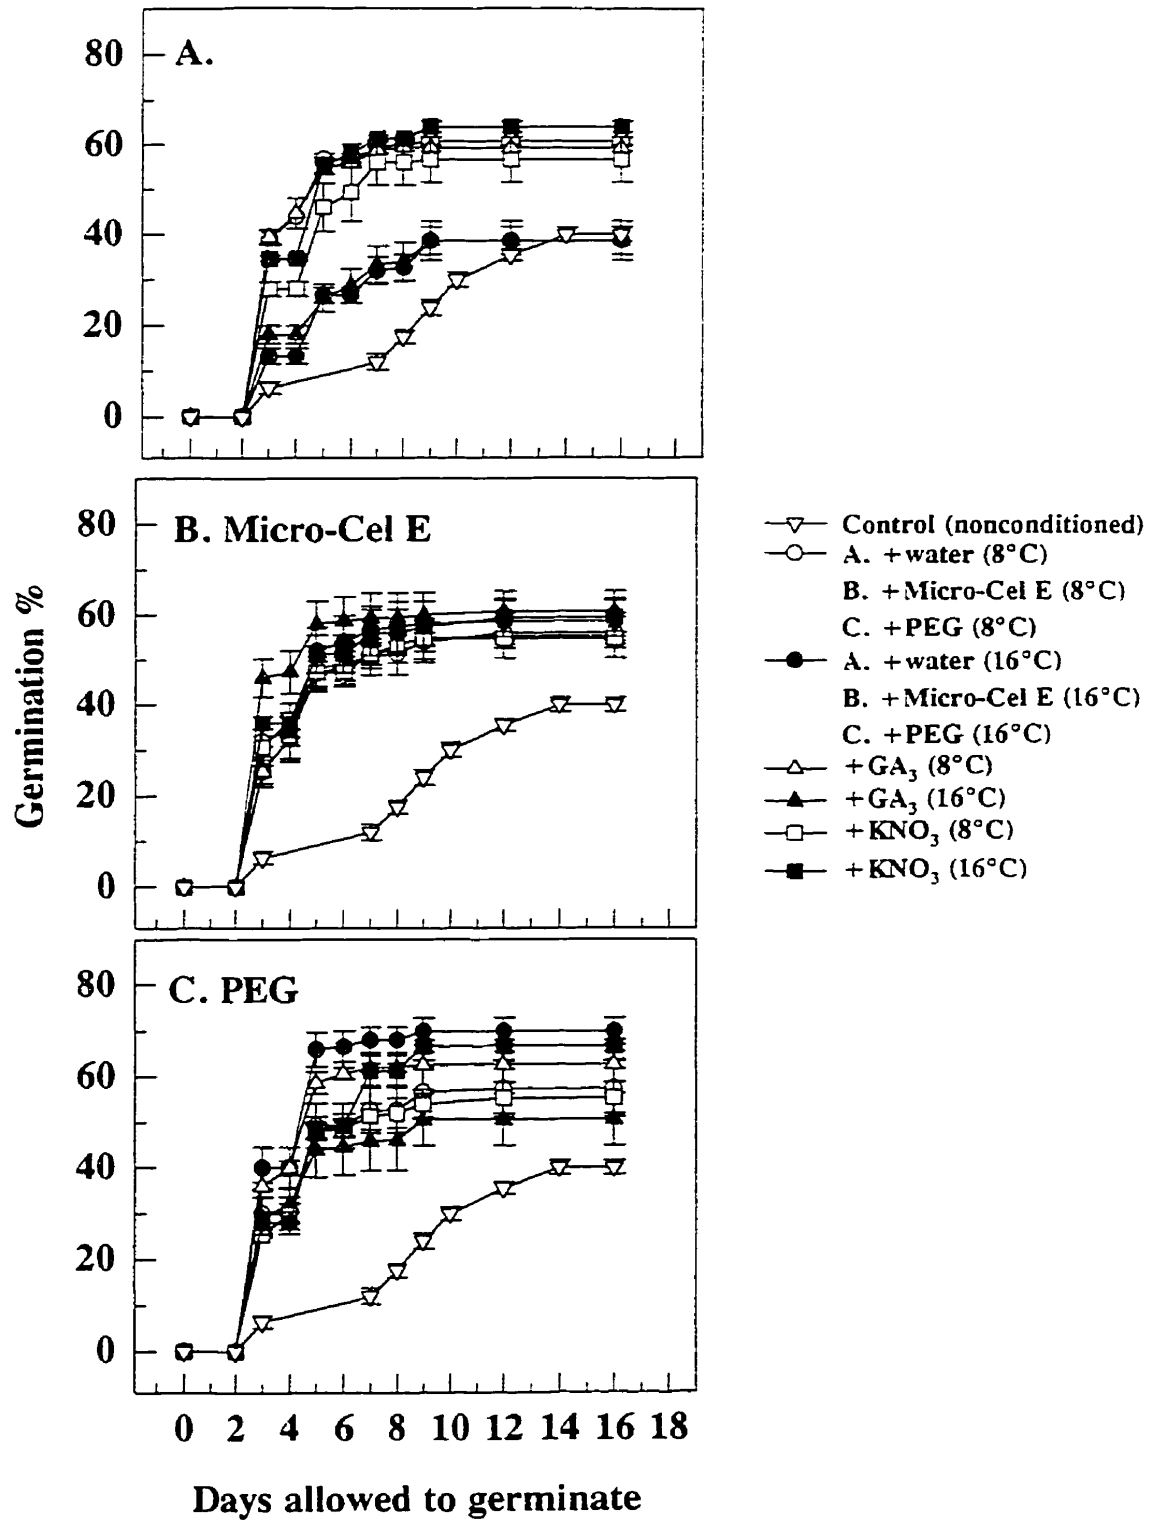 80
A.
60
40
20
0
80
B. Micro-Cel E
60
40
20
0
80
C. PEG
60
40
20
0
0 2 4 6 8 10 12 14 16 18
Days allowed to germinate
Germination %
Control (nonconditioned)
A. +water (8°C)
B. +Micro-Cel E (8°C)
C. +PEG (8°C)
A. +water (16°C)
B. +Micro-Cel E (16°C)
C. +PEG (16°C)
+GA₃ (8°C)
+GA₃ (16°C)
+KNO₃ (8°C)
+KNO₃ (16°C)